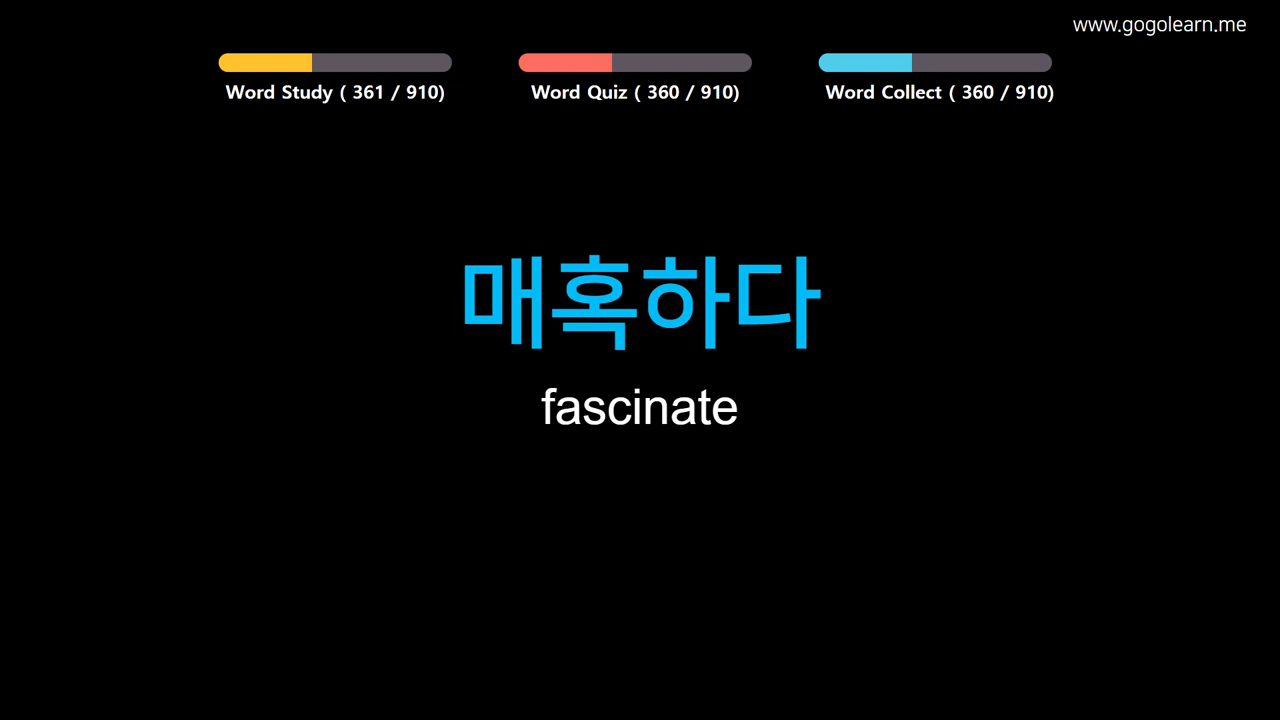 www.gogolearn.me
Word Study ( 361 / 910)
Word Quiz ( 360 / 910)
Word Collect ( 360 / 910)
매혹하다
fascinate